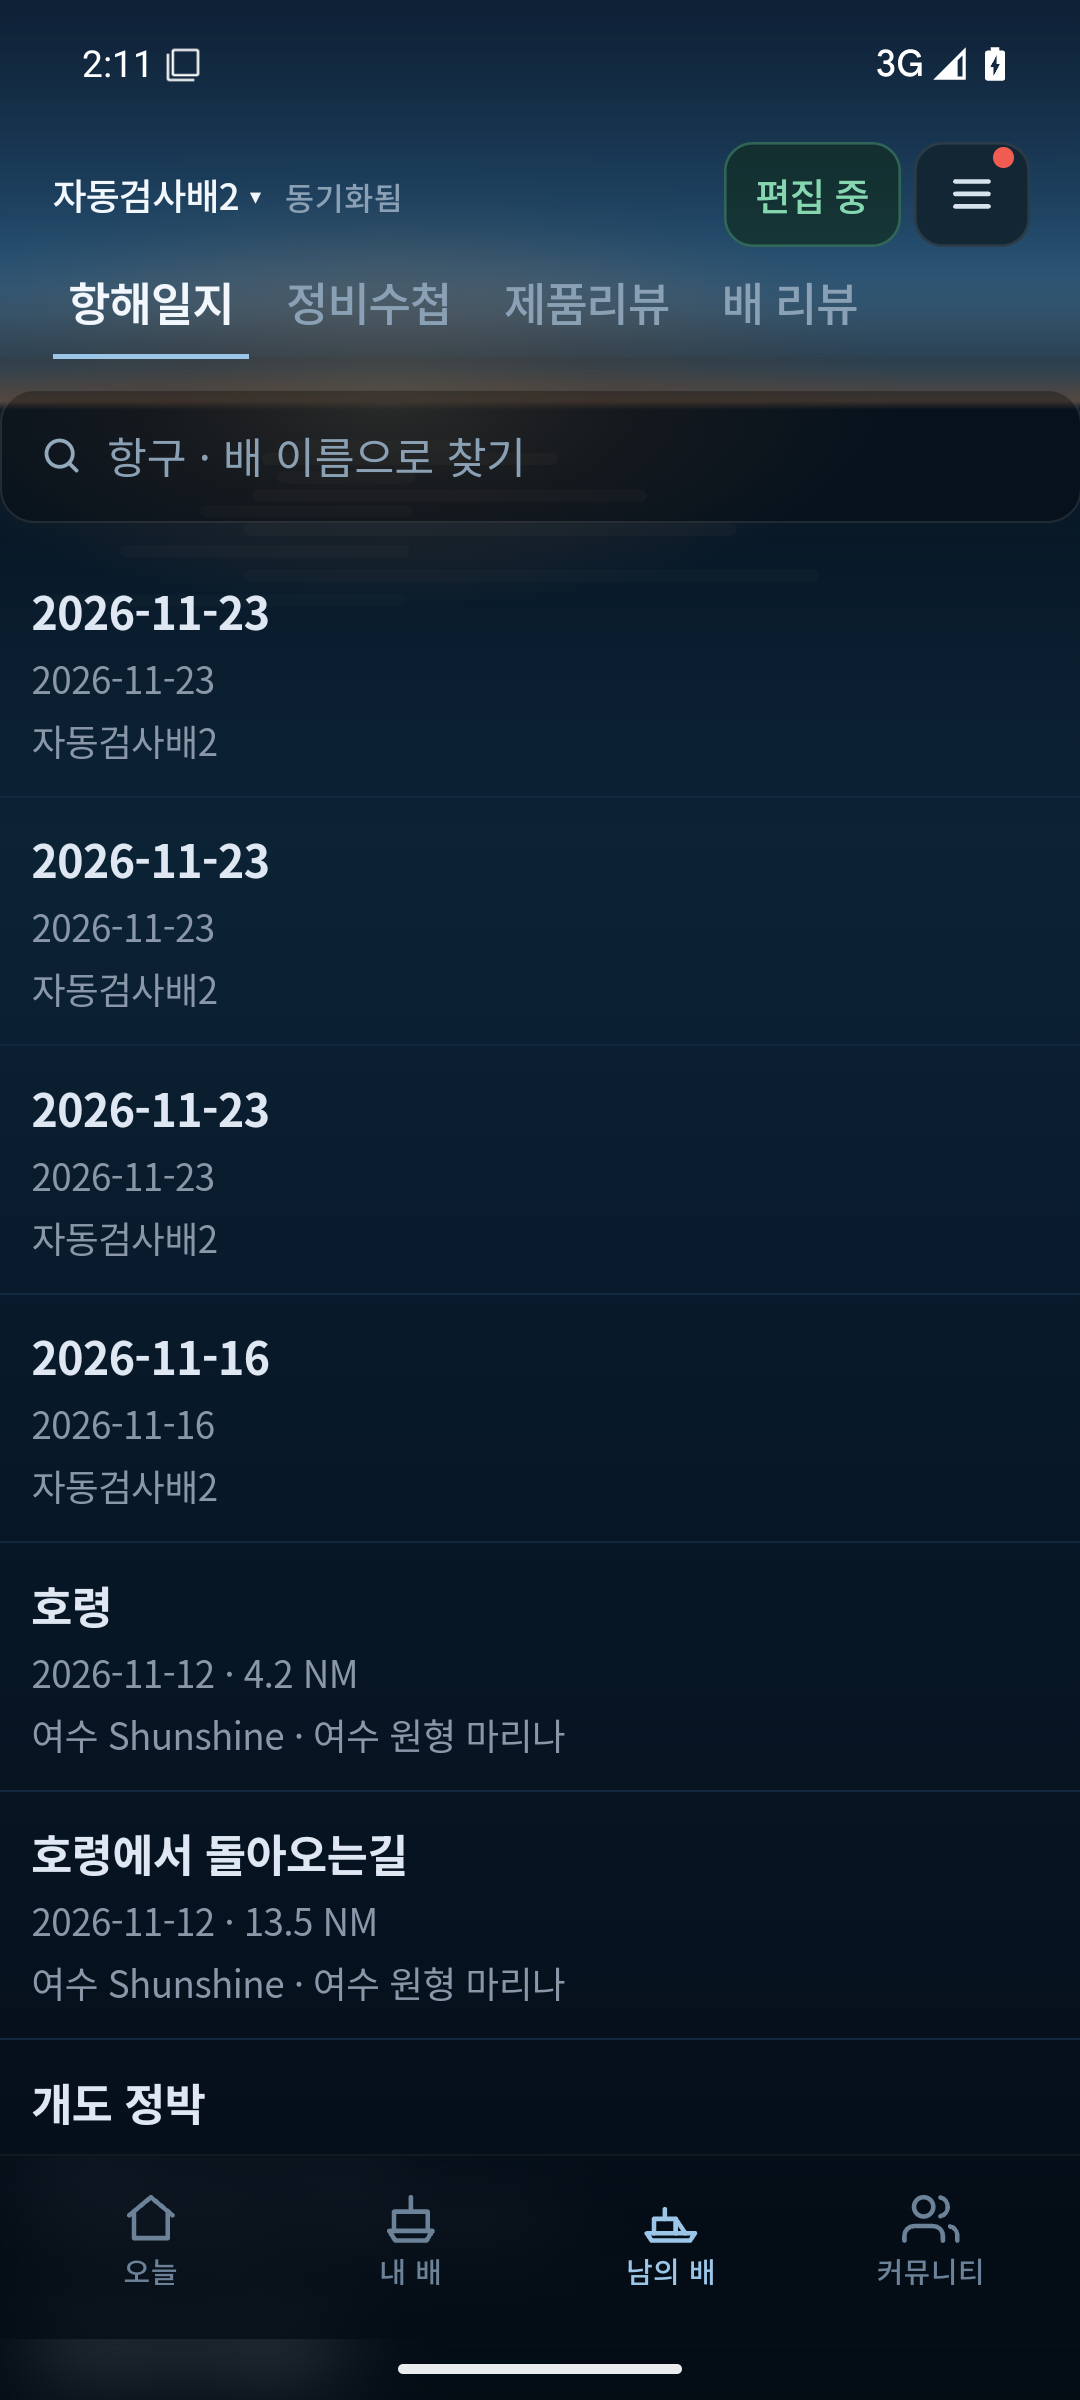 2:11 3G
자동검사배2 ▾ 동기화됨 편집 중
항해일지 정비수첩 제품리뷰 배 리뷰
항구 · 배 이름으로 찾기
2026-11-23
2026-11-23
자동검사배2
2026-11-23
2026-11-23
자동검사배2
2026-11-23
2026-11-23
자동검사배2
2026-11-16
2026-11-16
자동검사배2
호령
2026-11-12 · 4.2 NM
여수 Shunshine · 여수 원형 마리나
호령에서 돌아오는길
2026-11-12 · 13.5 NM
여수 Shunshine · 여수 원형 마리나
개도 정박
오늘 내 배 남의 배 커뮤니티